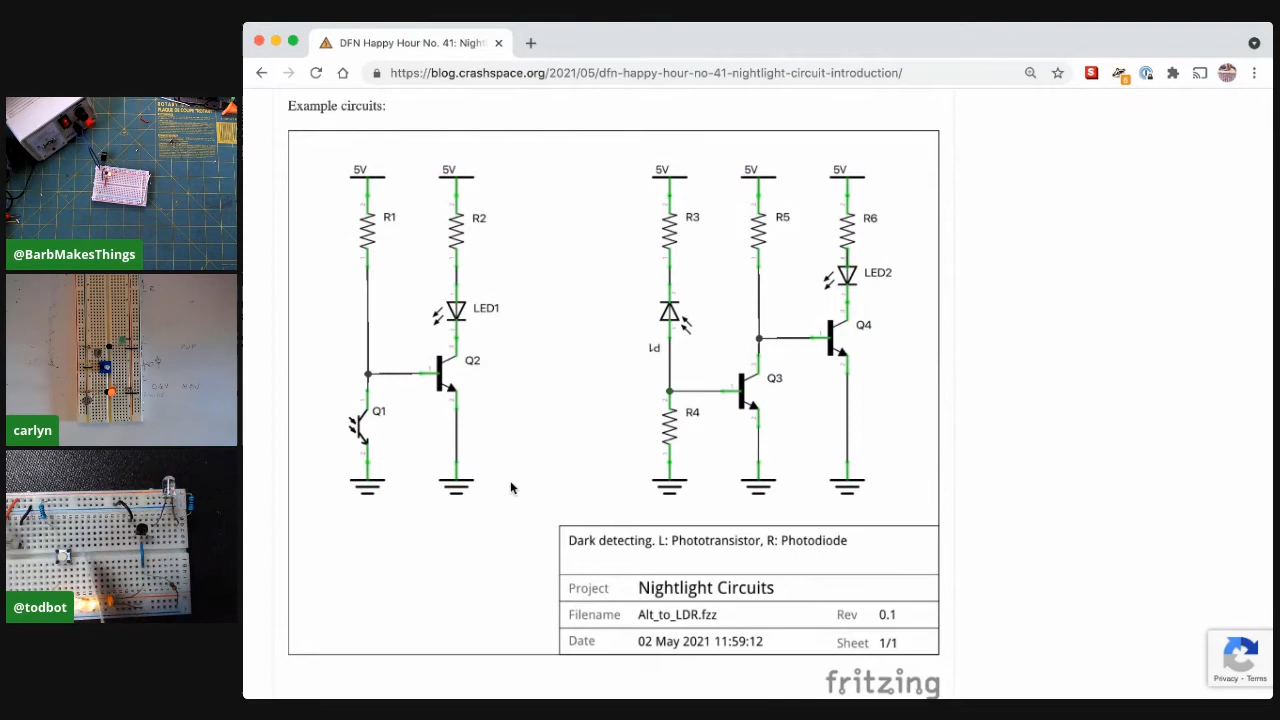 DFN Happy Hour No. 41: Night
https://blog.crashspace.org/2021/05/dfn-happy-hour-no-41-nightlight-circuit-introduction/
Example circuits:
5V 5V 5V 5V 5V
R1 R2 R3 R5 R6
LED2
LED1
Q4
P1
Q2
Q3
Q1 R4
Dark detecting. L: Phototransistor, R: Photodiode
Project Nightlight Circuits
Filename Alt_to_LDR.fzz Rev 0.1
Date 02 May 2021 11:59:12 Sheet 1/1
fritzing
Privacy - Terms
@BarbMakesThings
carlyn
@todbot